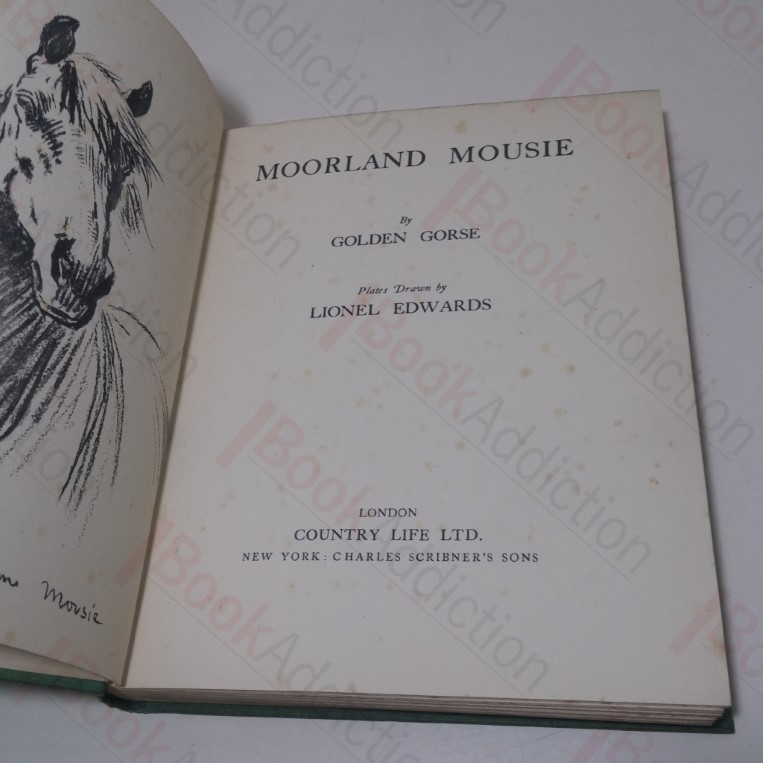 Mousie
MOORLAND MOUSIE
By
GOLDEN GORSE
Plates Drawn by
LIONEL EDWARDS
LONDON
COUNTRY LIFE LTD.
NEW YORK: CHARLES SCRIBNER'S SONS
BookAddiction